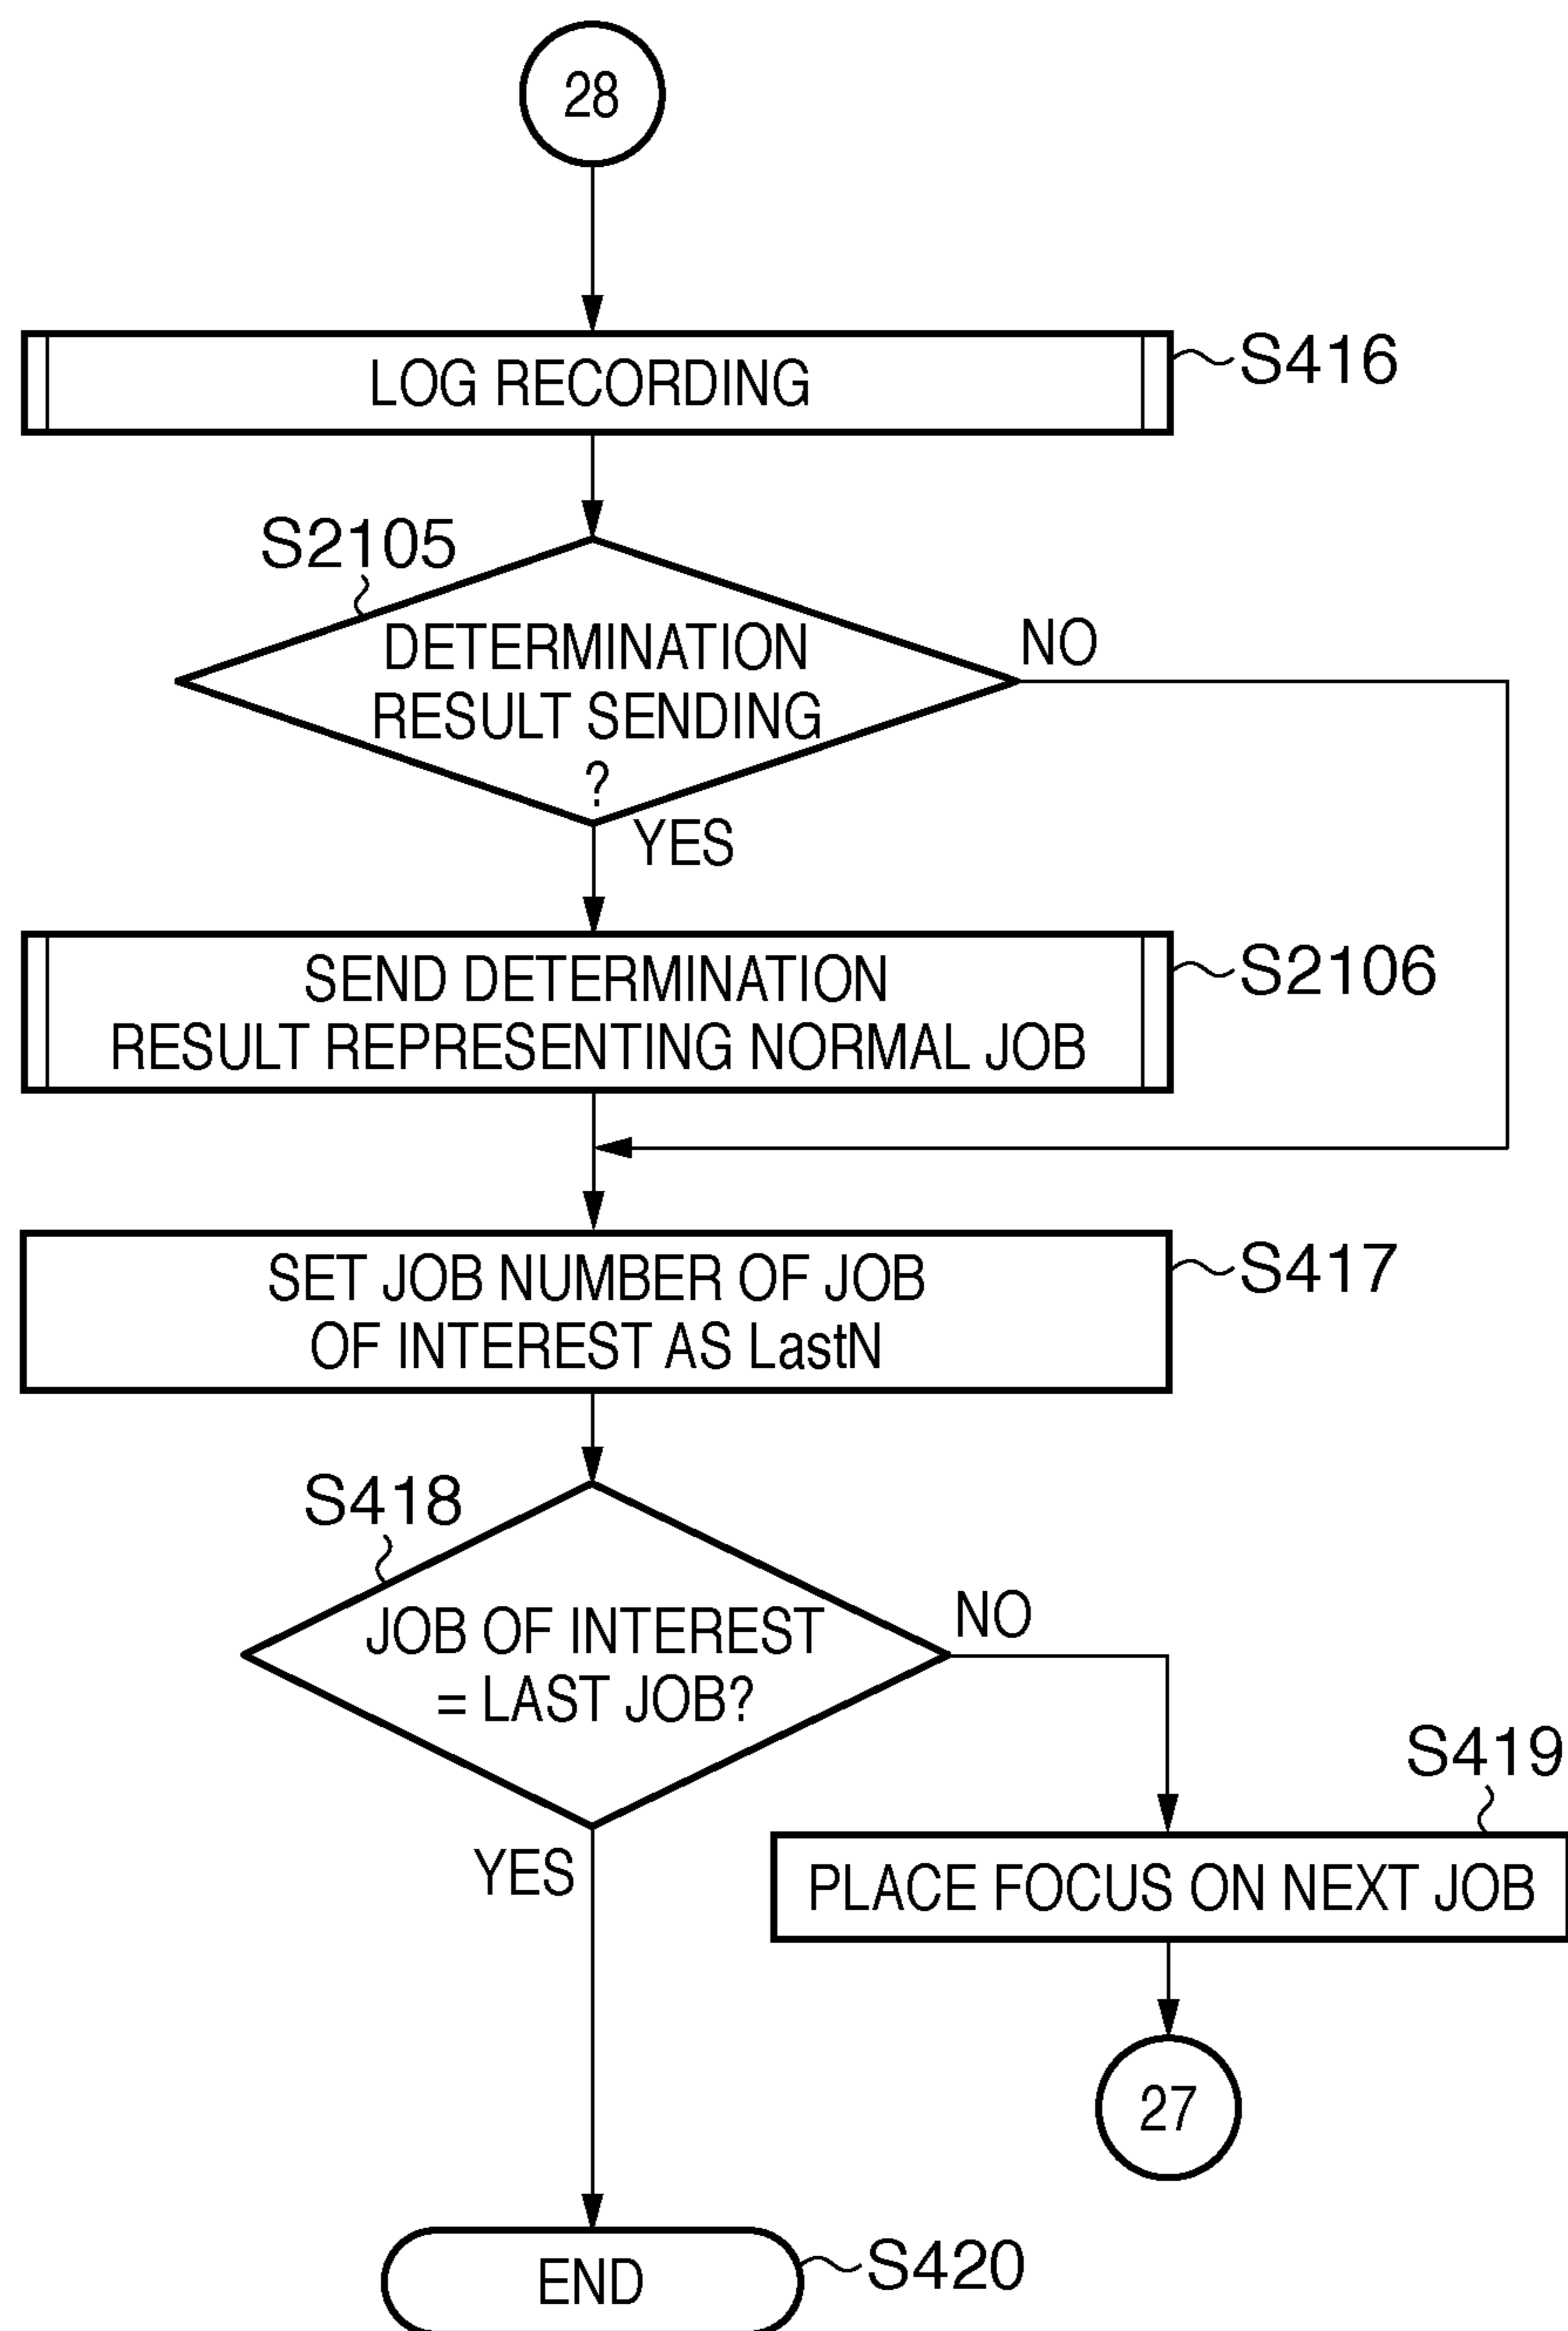 28
LOG RECORDING
S416
S2105
DETERMINATION
RESULT SENDING
?
NO
YES
SEND DETERMINATION
RESULT REPRESENTING NORMAL JOB
S2106
SET JOB NUMBER OF JOB
OF INTEREST AS LastN
S417
S418
JOB OF INTEREST
= LAST JOB?
NO
YES
S419
PLACE FOCUS ON NEXT JOB
27
END
S420